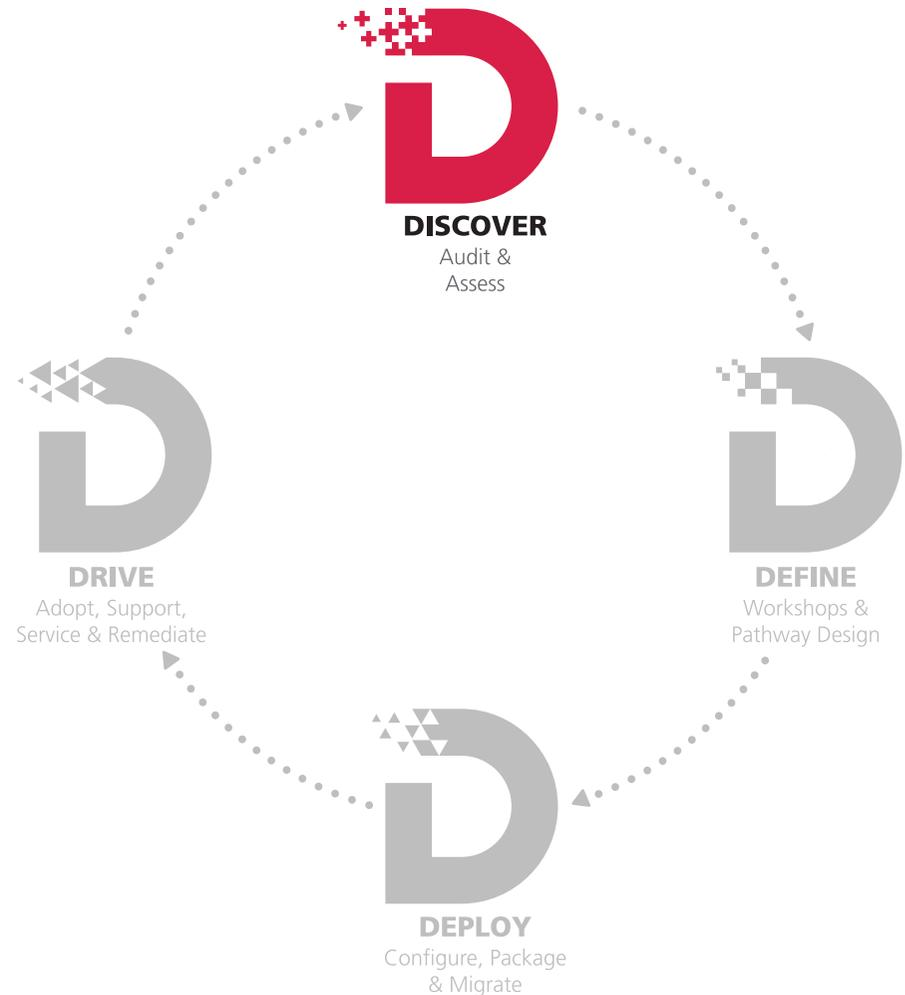 DISCOVER
Audit &
Assess
DEFINE
Workshops &
Pathway Design
DEPLOY
Configure, Package
& Migrate
DRIVE
Adopt, Support,
Service & Remediate